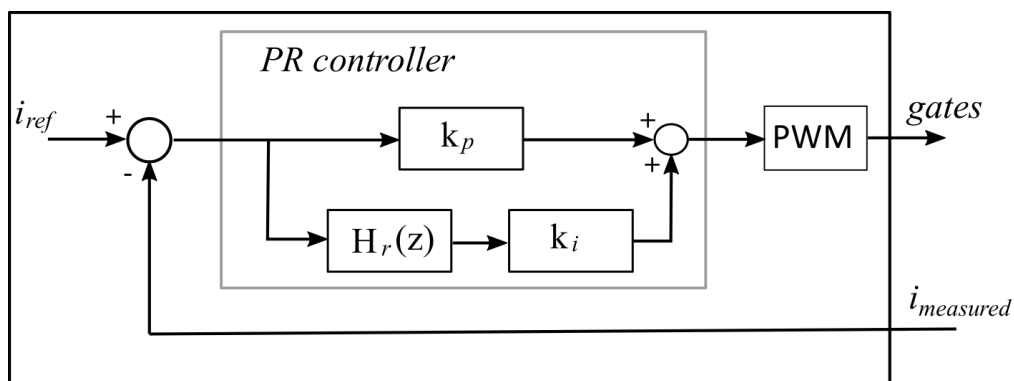 PR controller
i_ref
+
-
k_p
+
+
PWM
gates
H_r(z)
k_i
i_measured